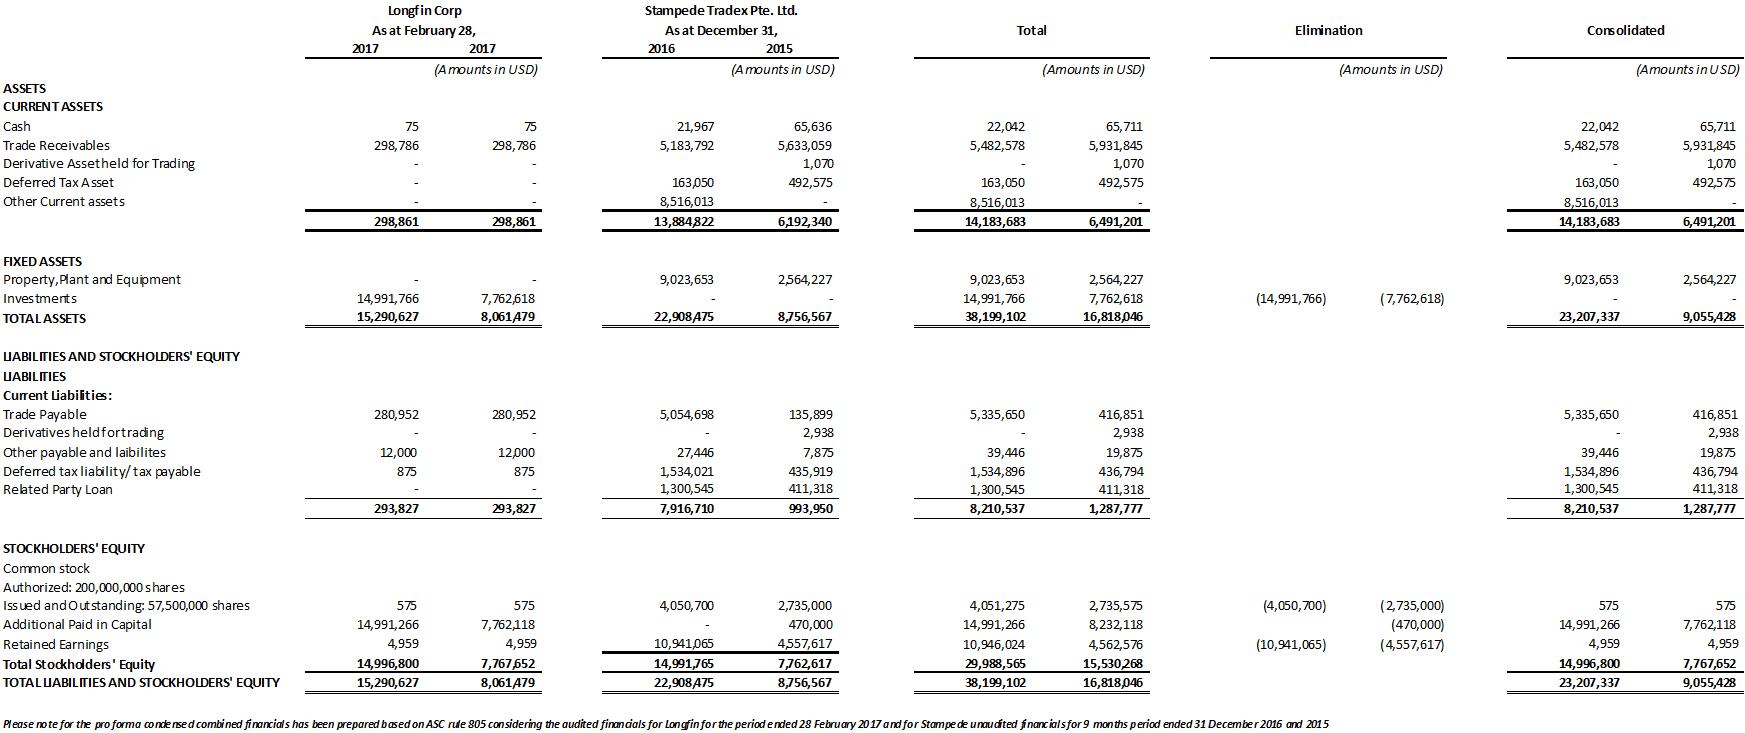 Longfin Corp Stampede Tradex Pte. Ltd.
As at February 28, As at December 31, Total Elimination Consolidated
2017 2017 2016 2015
(Amounts in USD) (Amounts in USD) (Amounts in USD) (Amounts in USD) (Amounts in USD)
ASSETS
CURRENT ASSETS
Cash 75 75 21,967 65,636 22,042 65,711 22,042 65,711
Trade Receivables 298,786 298,786 5,183,792 5,633,059 5,482,578 5,931,845 5,482,578 5,931,845
Derivative Asset held for Trading - - 1,070 - 1,070 - 1,070
Deferred Tax Asset - - 163,050 492,575 163,050 492,575 163,050 492,575
Other Current assets - - 8,516,013 - 8,516,013 - 8,516,013 -
298,861 298,861 13,884,822 6,192,340 14,183,683 6,491,201 14,183,683 6,491,201
FIXED ASSETS
Property,Plant and Equipment - - 9,023,653 2,564,227 9,023,653 2,564,227 9,023,653 2,564,227
Investments 14,991,766 7,762,618 - - 14,991,766 7,762,618 (14,991,766) (7,762,618) - -
TOTAL ASSETS 15,290,627 8,061,479 22,908,475 8,756,567 38,199,102 16,818,046 23,207,337 9,055,428
LIABILITIES AND STOCKHOLDERS' EQUITY
LIABILITIES
Current Liabilities:
Trade Payable 280,952 280,952 5,054,698 135,899 5,335,650 416,851 5,335,650 416,851
Derivatives held for trading - - - 2,938 - 2,938 - 2,938
Other payable and laibilites 12,000 12,000 27,446 7,875 39,446 19,875 39,446 19,875
Deferred tax liability/ tax payable 875 875 1,534,021 435,919 1,534,896 436,794 1,534,896 436,794
Related Party Loan - - 1,300,545 411,318 1,300,545 411,318 1,300,545 411,318
293,827 293,827 7,916,710 993,950 8,210,537 1,287,777 8,210,537 1,287,777
STOCKHOLDERS' EQUITY
Common stock
Authorized: 200,000,000 shares
Issued and Outstanding: 57,500,000 shares 575 575 4,050,700 2,735,000 4,051,275 2,735,575 (4,050,700) (2,735,000) 575 575
Additional Paid in Capital 14,991,266 7,762,118 - 470,000 14,991,266 8,232,118 (470,000) 14,991,266 7,762,118
Retained Earnings 4,959 4,959 10,941,065 4,557,617 10,946,024 4,562,576 (10,941,065) (4,557,617) 4,959 4,959
Total Stockholders' Equity 14,996,800 7,767,652 14,991,765 7,762,617 29,988,565 15,530,268 14,996,800 7,767,652
TOTAL LIABILITIES AND STOCKHOLDERS' EQUITY 15,290,627 8,061,479 22,908,475 8,756,567 38,199,102 16,818,046 23,207,337 9,055,428
Please note for the pro forma condensed combined financials has been prepared based on ASC rule 805 considering the audited financials for Longfin for the period ended 28 February 2017 and for Stampede unaudited financials for 9 months period ended 31 December 2016 and 2015